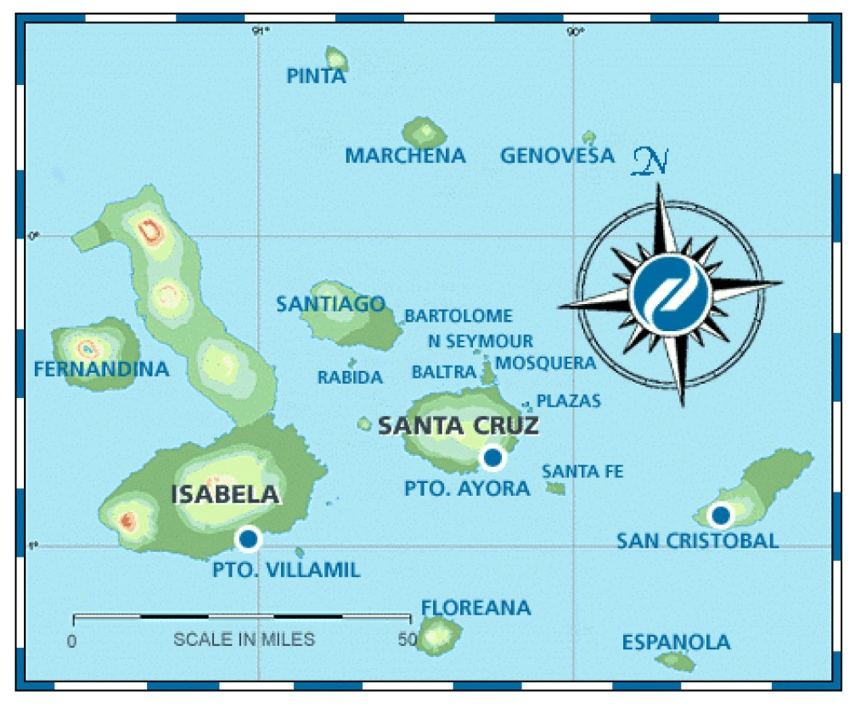 91° 90°
PINTA
MARCHENA GENOVESA N
0°
SANTIAGO
BARTOLOME
N SEYMOUR
MOSQUERA
FERNANDINA RABIDA BALTRA
PLAZAS
SANTA CRUZ
SANTA FE
ISABELA PTO. AYORA
SAN CRISTOBAL
1°
PTO. VILLAMIL
FLOREANA
0 SCALE IN MILES 50
ESPANOLA